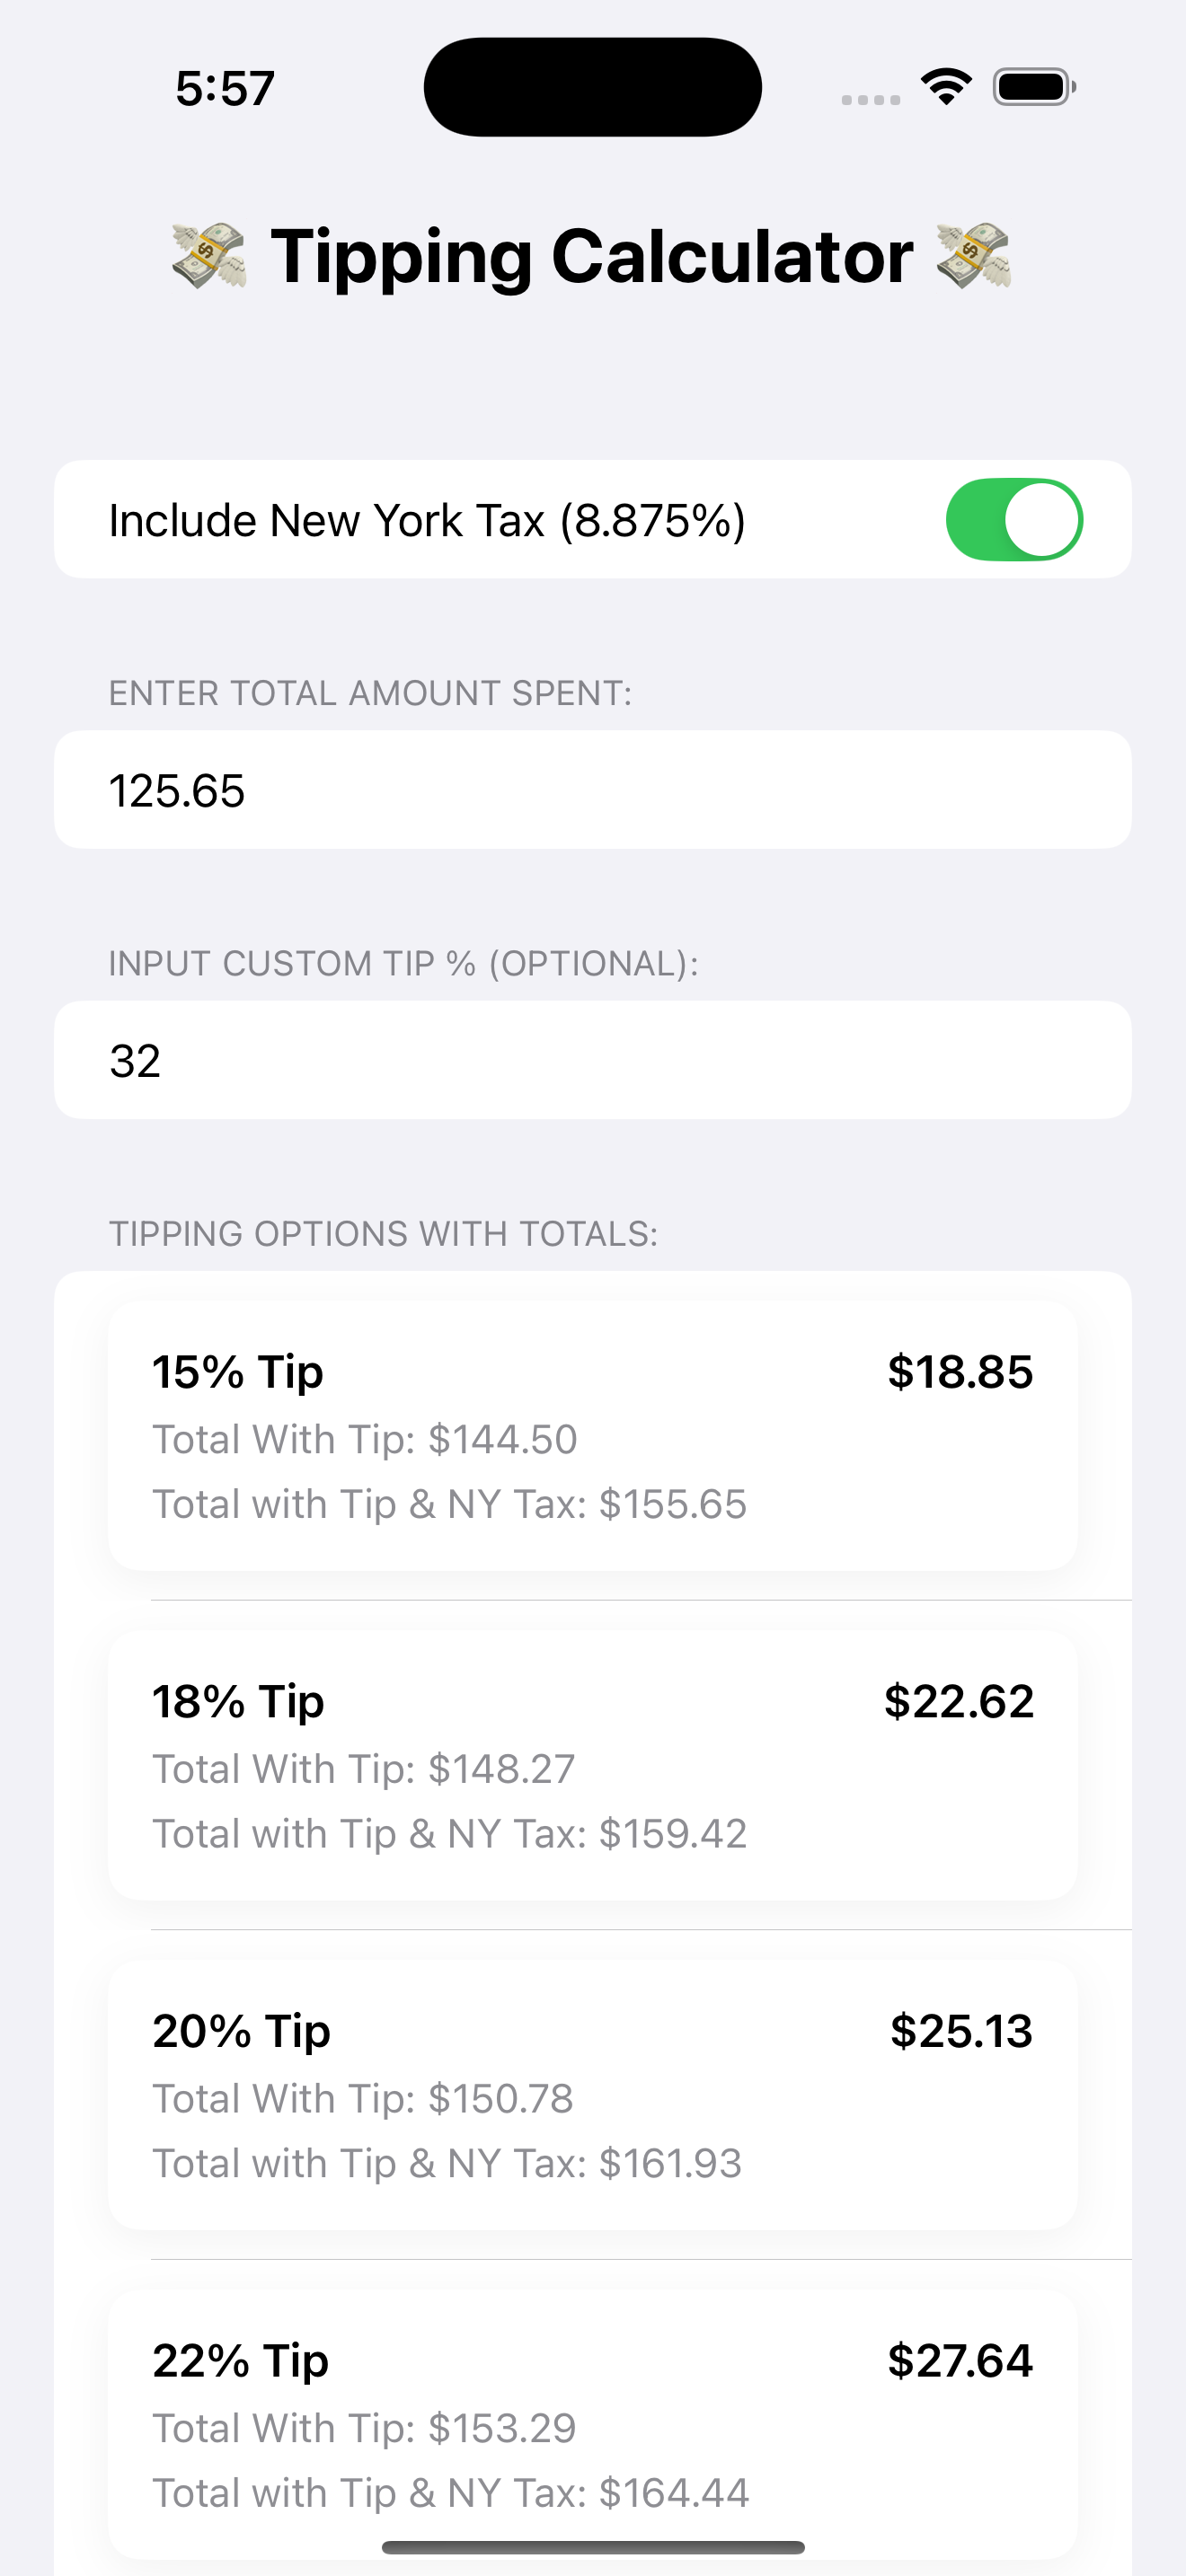 5:57
💸 Tipping Calculator 💸
Include New York Tax (8.875%)
ENTER TOTAL AMOUNT SPENT:
125.65
INPUT CUSTOM TIP % (OPTIONAL):
32
TIPPING OPTIONS WITH TOTALS:
15% Tip $18.85
Total With Tip: $144.50
Total with Tip & NY Tax: $155.65
18% Tip $22.62
Total With Tip: $148.27
Total with Tip & NY Tax: $159.42
20% Tip $25.13
Total With Tip: $150.78
Total with Tip & NY Tax: $161.93
22% Tip $27.64
Total With Tip: $153.29
Total with Tip & NY Tax: $164.44